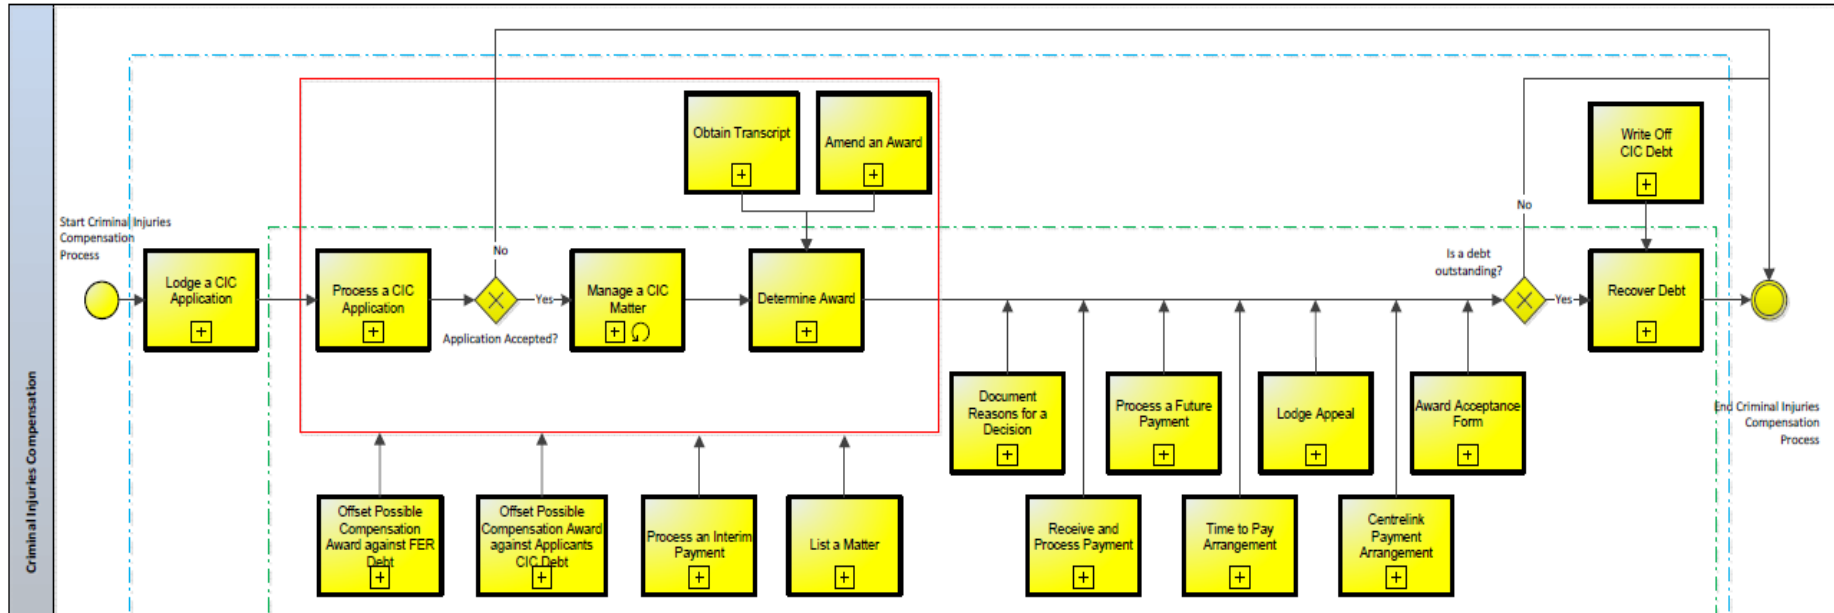 Criminal Injuries Compensation
Start Criminal Injuries
Compensation
Process
Lodge a CIC
Application
Process a CIC
Application
No
Yes
Application Accepted?
Manage a CIC
Matter
Obtain Transcript
Amend an Award
Determine Award
Offset Possible
Compensation
Award against FER
Debt
Offset Possible
Compensation Award
against Applicants
CIC Debt
Process an Interim
Payment
List a Matter
Document
Reasons for a
Decision
Receive and
Process Payment
Process a Future
Payment
Time to Pay
Arrangement
Lodge Appeal
Centrelink
Payment
Arrangement
Award Acceptance
Form
Is a debt
outstanding?
No
Yes
Write Off
CIC Debt
Recover Debt
End Criminal Injuries
Compensation
Process